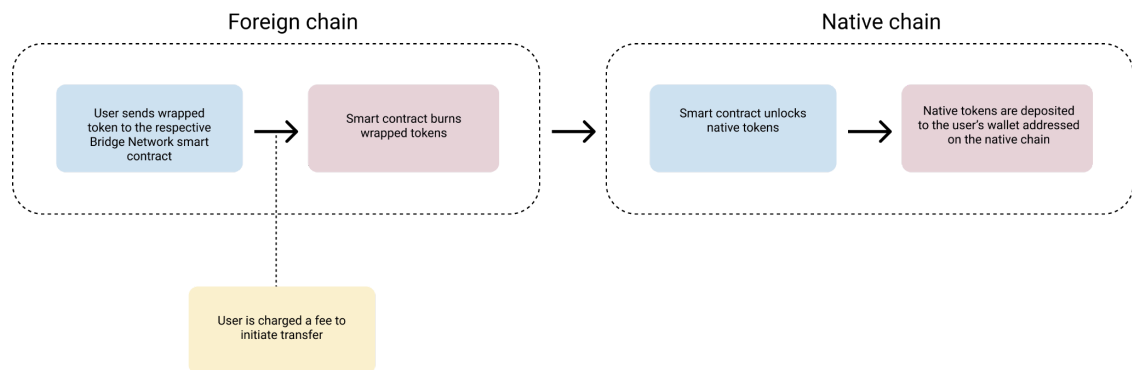 Foreign chain
Native chain
User sends wrapped
token to the respective
Bridge Network smart
contract
Smart contract burns
wrapped tokens
Smart contract unlocks
native tokens
Native tokens are deposited
to the user's wallet addressed
on the native chain
User is charged a fee to
initiate transfer